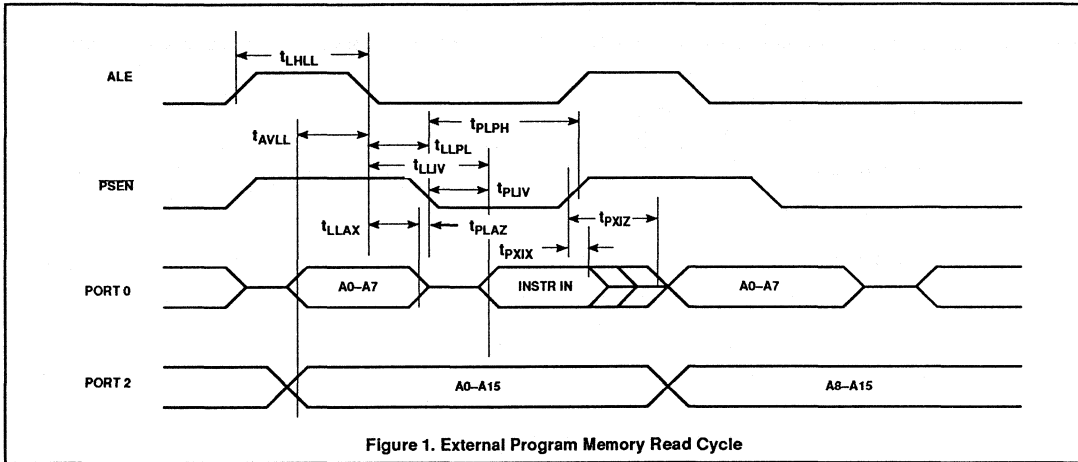 tLHLL
ALE
tPLPH
tAVLL
tLLPL
tLLIV
PSEN
tPLIV
tLLAX
tPLAZ
tPXIZ
tPXIX
PORT 0
A0–A7
INSTR IN
A0–A7
PORT 2
A0–A15
A8–A15
Figure 1. External Program Memory Read Cycle